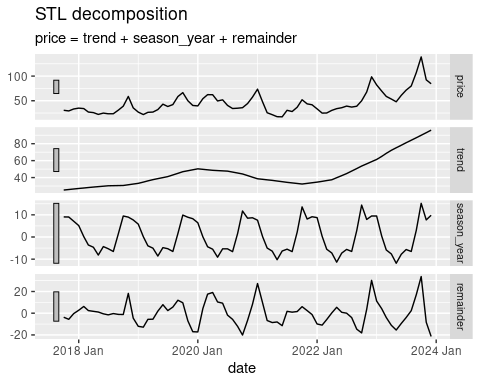 STL decomposition
price = trend + season_year + remainder
100
50
price
80
60
40
trend
10
0
-10
season_year
20
0
-20
remainder
2018 Jan 2020 Jan 2022 Jan 2024 Jan
date